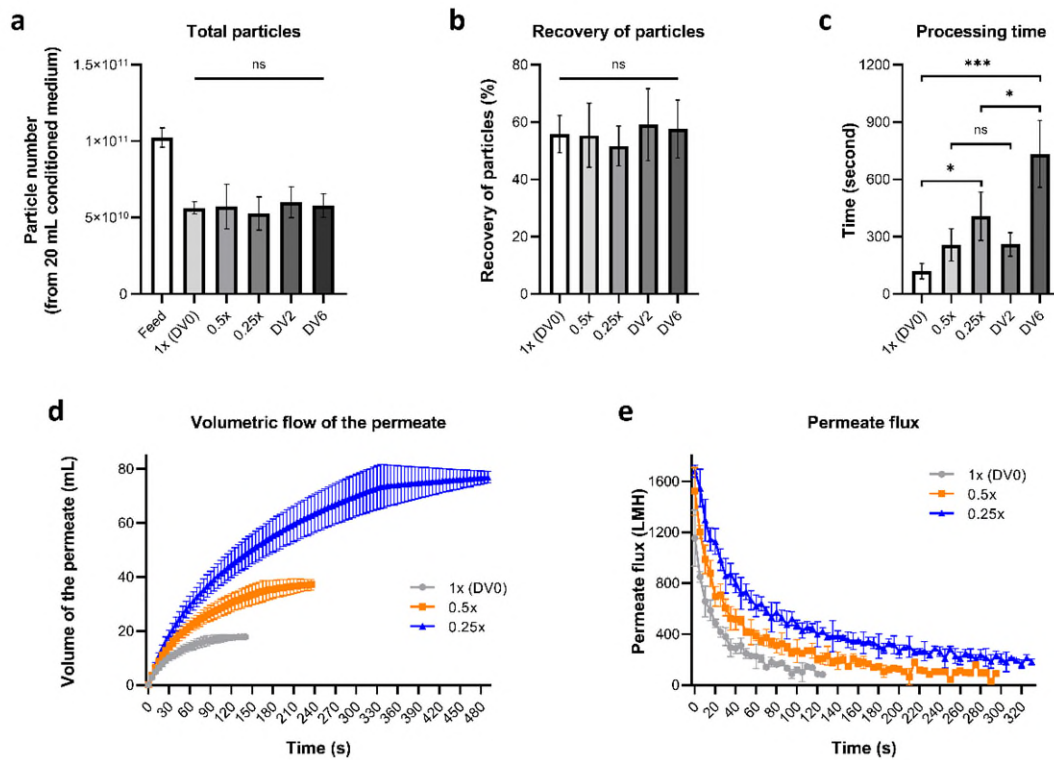 a
Total particles
Particle number
(from 20 mL conditioned medium)
1.5×10¹¹
1×10¹¹
5×10¹⁰
0
ns
Feed
1x (DV0)
0.5x
0.25x
DV2
DV6
b
Recovery of particles
Recovery of particles (%)
80
60
40
20
0
ns
1x (DV0)
0.5x
0.25x
DV2
DV6
c
Processing time
Time (second)
1200
900
600
300
0
***
*
ns
*
1x (DV0)
0.5x
0.25x
DV2
DV6
d
Volumetric flow of the permeate
Volume of the permeate (mL)
80
60
40
20
0
1x (DV0)
0.5x
0.25x
0 30 60 90 120 150 180 210 240 270 300 330 360 390 420 450 480
Time (s)
e
Permeate flux
Permeate flux (LMH)
1600
1200
800
400
0
1x (DV0)
0.5x
0.25x
0 20 40 60 80 100 120 140 160 180 200 220 240 260 280 300 320
Time (s)